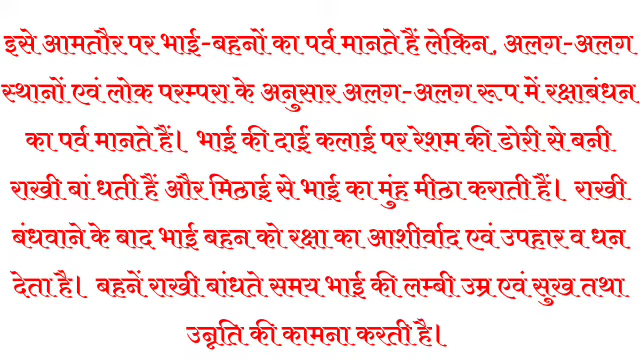 इसे आमतौर पर भाई-बहनों का पर्व मानते हैं लेकिन, अलग-अलग
स्थानों एवं लोक परम्परा के अनुसार अलग-अलग रूप में रक्षाबंधन
का पर्व मानते हैं। भाई की दाई कलाई पर रेशम की डोरी से बनी
राखी बां धती हैं और मिठाई से भाई का मुंह मीठा कराती हैं। राखी
बंधवाने के बाद भाई बहन को रक्षा का आशीर्वाद एवं उपहार व धन
देता है। बहनें राखी बांधते समय भाई की लम्बी उम्र एवं सुख तथा
उन्नति की कामना करती है।